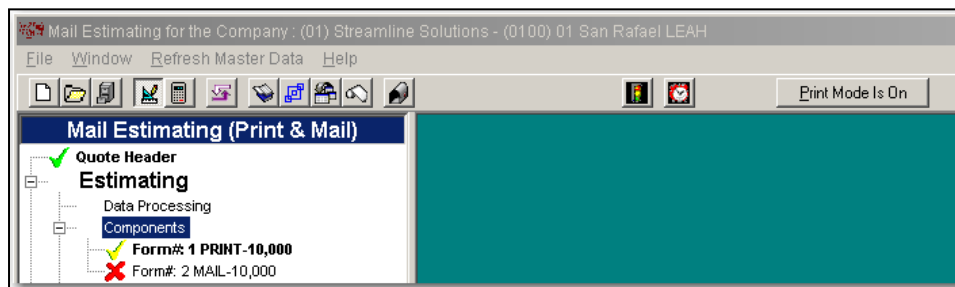 Mail Estimating for the Company : (01) Streamline Solutions - (0100) 01 San Rafael LEAH
File Window Refresh Master Data Help
Print Mode Is On
Mail Estimating (Print & Mail)
Quote Header
Estimating
Data Processing
Components
Form#: 1 PRINT-10,000
Form#: 2 MAIL-10,000